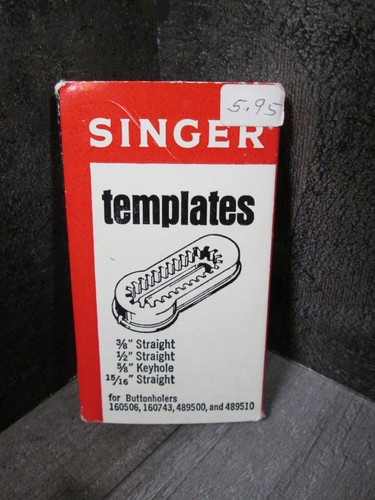 5.95
SINGER
templates
3/8" Straight
1/2" Straight
5/8" Keyhole
15/16" Straight
for Buttonholers
160506, 160743, 489500, and 489510